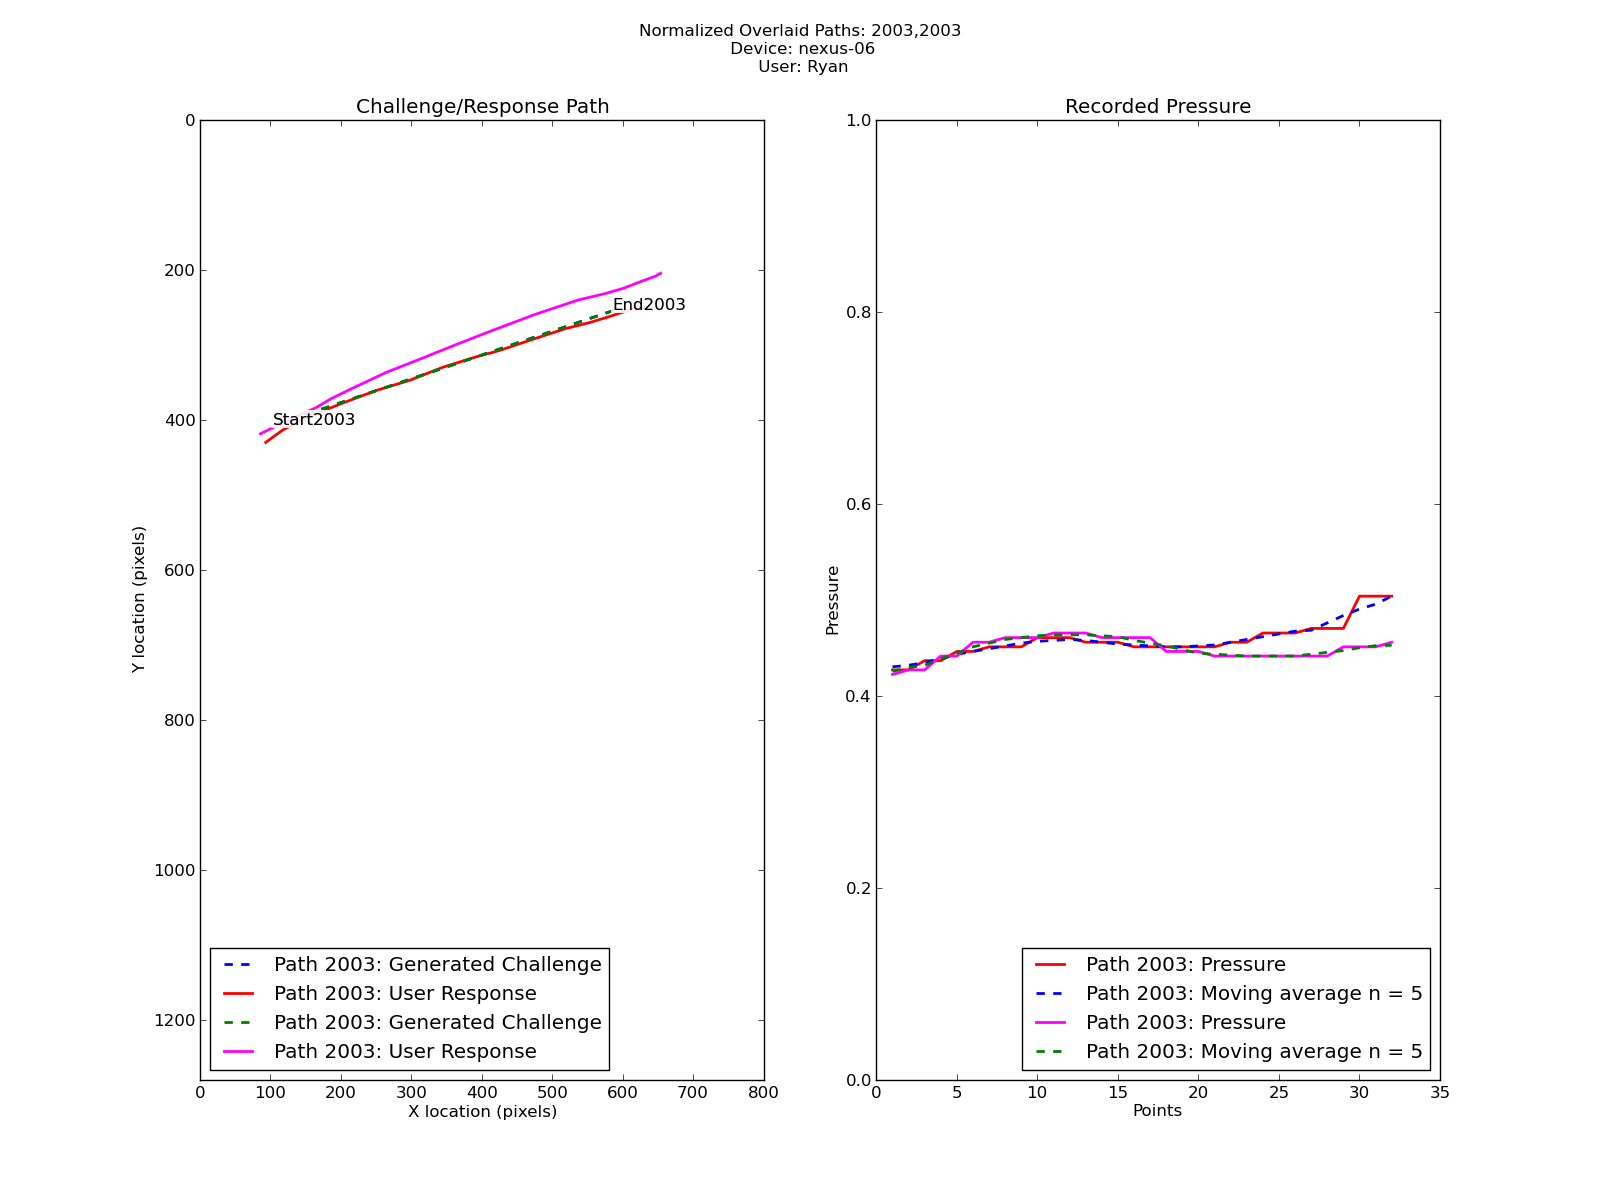 Normalized Overlaid Paths: 2003,2003
Device: nexus-06
User: Ryan
Challenge/Response Path
0
200
400
600
800
1000
1200
Y location (pixels)
End2003
Start2003
Path 2003: Generated Challenge
Path 2003: User Response
Path 2003: Generated Challenge
Path 2003: User Response
0 100 200 300 400 500 600 700 800
X location (pixels)
Recorded Pressure
1.0
0.8
0.6
0.4
0.2
0.0
Pressure
Path 2003: Pressure
Path 2003: Moving average n = 5
Path 2003: Pressure
Path 2003: Moving average n = 5
0 5 10 15 20 25 30 35
Points